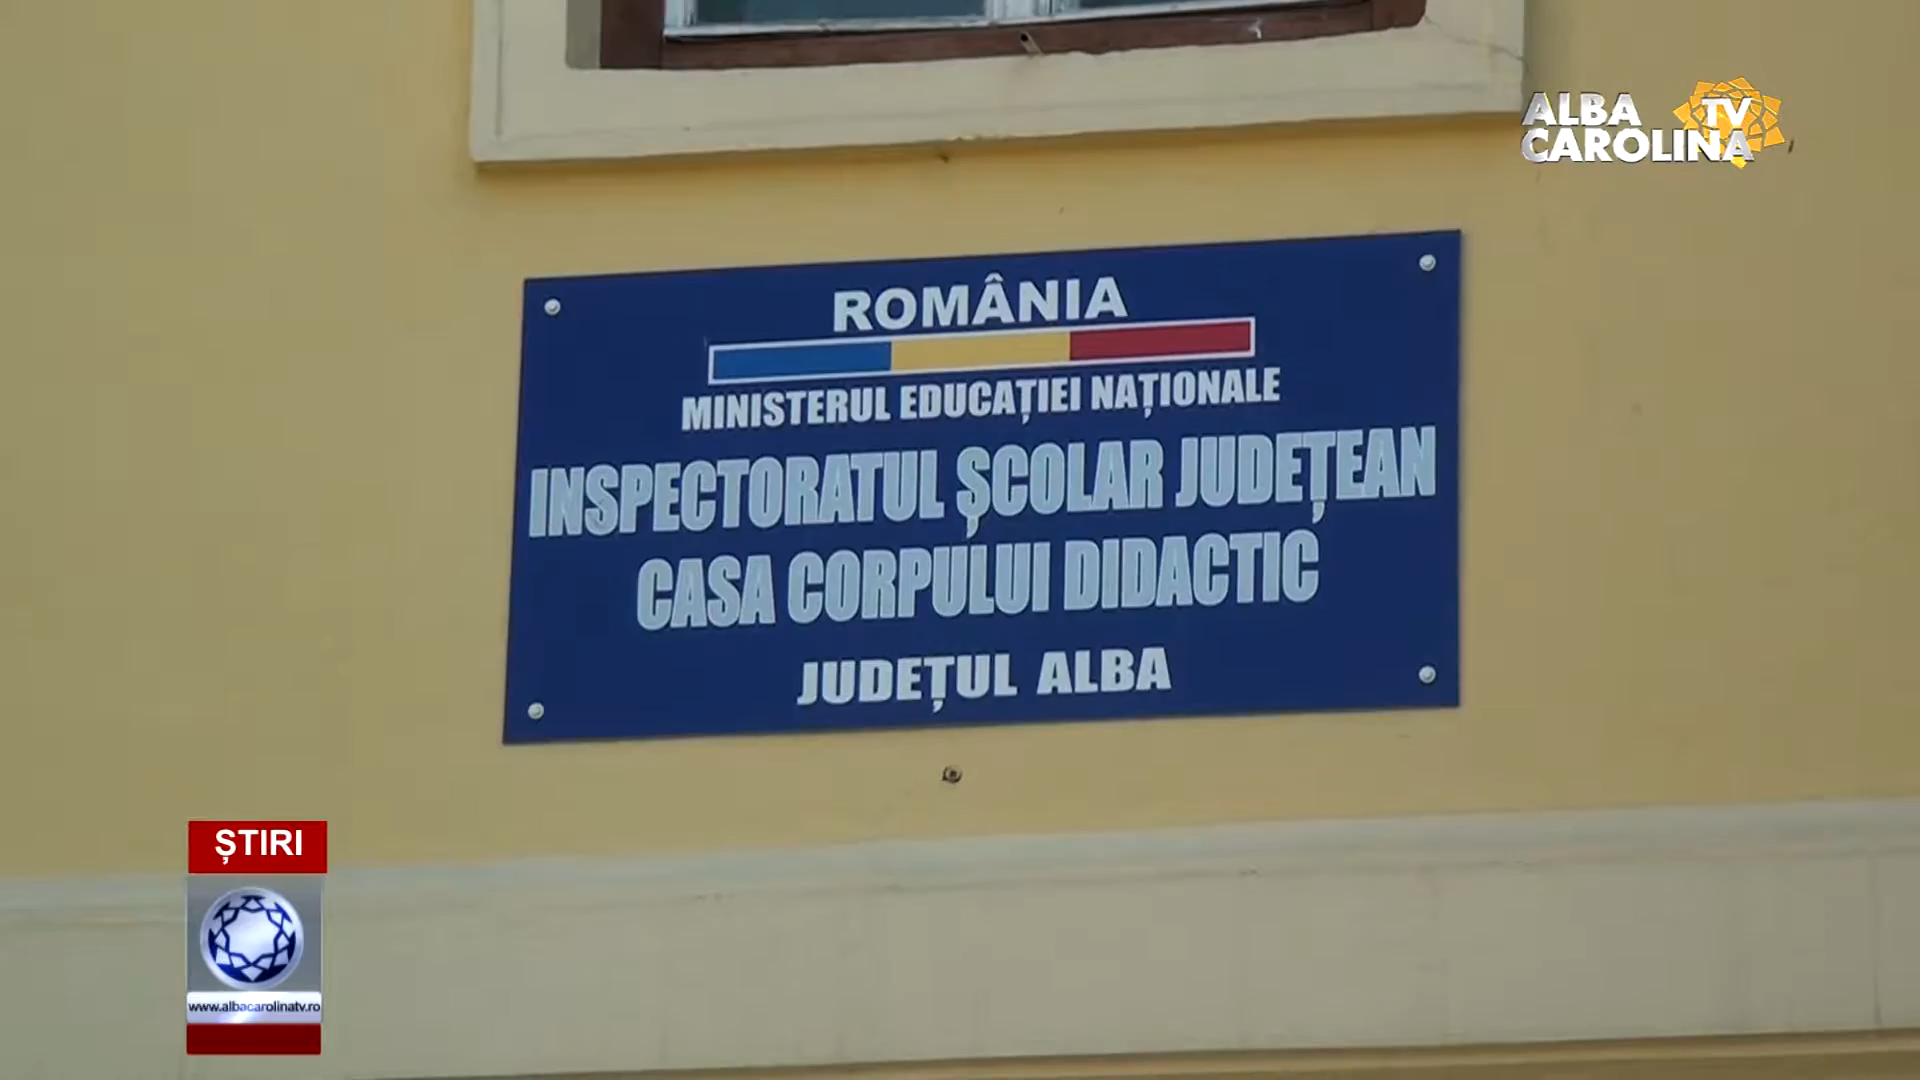 ALBA TV
CAROLINA
ROMÂNIA
MINISTERUL EDUCAȚIEI NAȚIONALE
INSPECTORATUL ȘCOLAR JUDEȚEAN
CASA CORPULUI DIDACTIC
JUDEȚUL ALBA
ȘTIRI
www.albacarolinatv.ro